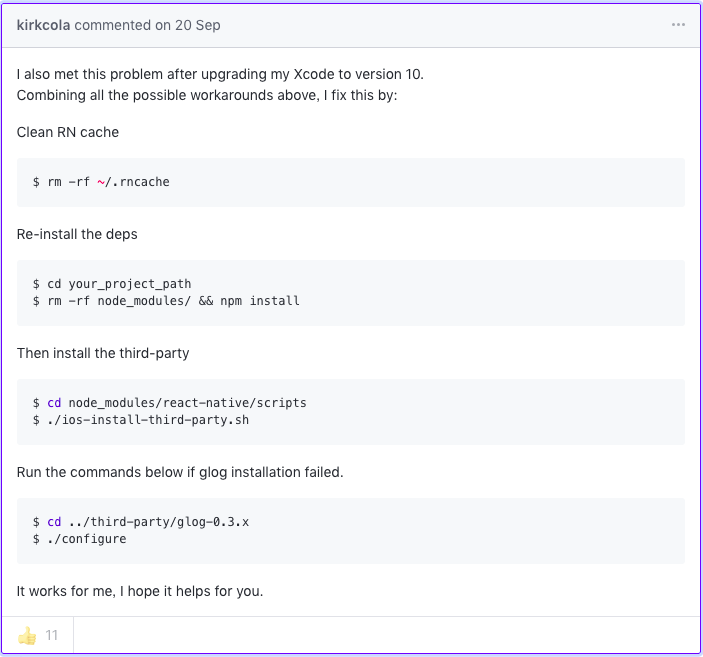 kirkcola commented on 20 Sep
I also met this problem after upgrading my Xcode to version 10.
Combining all the possible workarounds above, I fix this by:
Clean RN cache
$ rm -rf ~/.rncache
Re-install the deps
$ cd your_project_path
$ rm -rf node_modules/ && npm install
Then install the third-party
$ cd node_modules/react-native/scripts
$ ./ios-install-third-party.sh
Run the commands below if glog installation failed.
$ cd ../third-party/glog-0.3.x
$ ./configure
It works for me, I hope it helps for you.
11